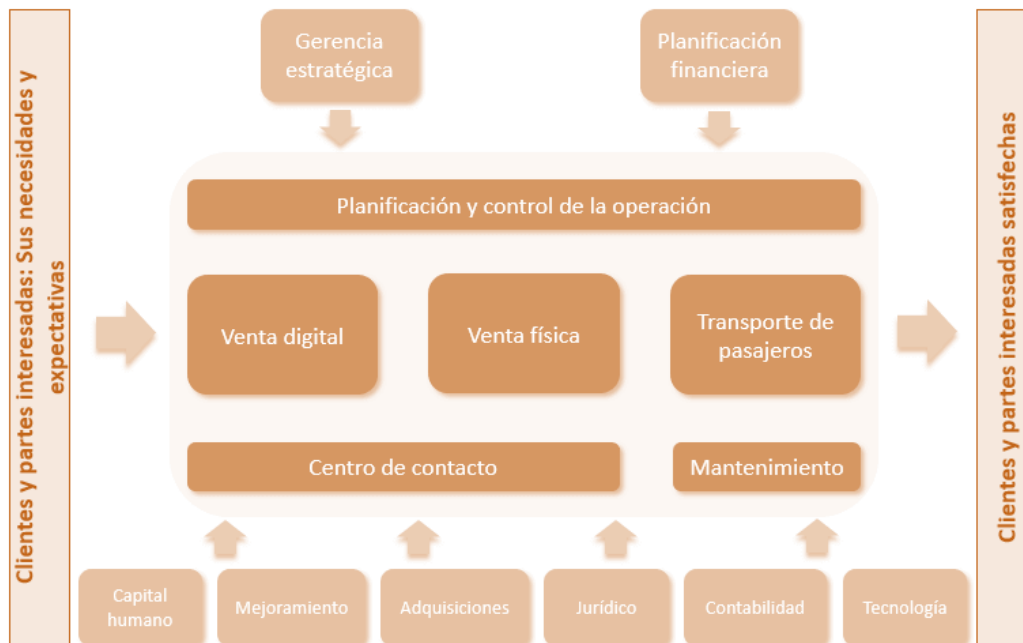 Clientes y partes interesadas: Sus necesidades y
expectativas
Gerencia
estratégica
Planificación
financiera
Planificación y control de la operación
Venta digital
Venta física
Transporte de
pasajeros
Centro de contacto
Mantenimiento
Capital
humano
Mejoramiento
Adquisiciones
Jurídico
Contabilidad
Tecnología
Clientes y partes interesadas satisfechas